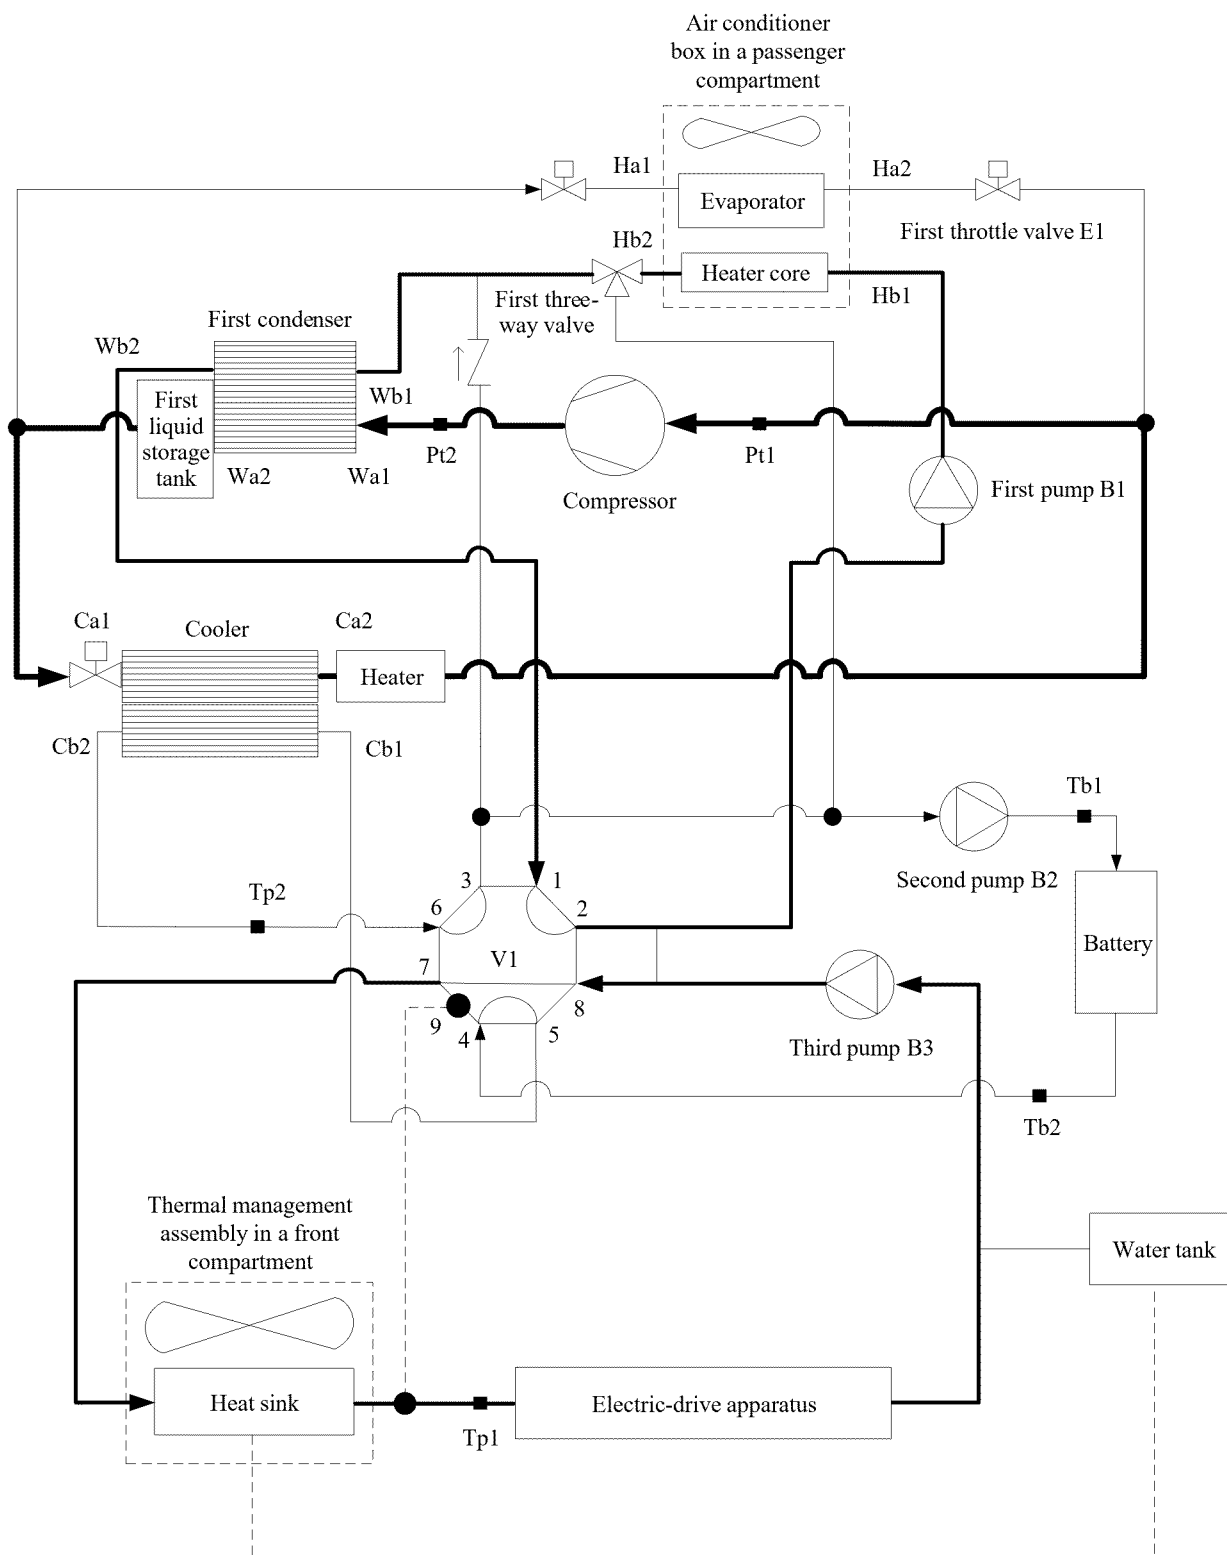 Air conditioner
box in a passenger
compartment
Ha1
Ha2
Evaporator
First throttle valve E1
Hb2
Heater core
Hb1
First three-
way valve
First condenser
Wb2
Wb1
First
liquid
storage
tank
Wa2
Wa1
Pt2
Pt1
Compressor
First pump B1
Ca1
Cooler
Ca2
Heater
Cb2
Cb1
Tb1
Second pump B2
Tp2
3
1
6
2
Battery
V1
7
8
9
4
5
Third pump B3
Tb2
Thermal management
assembly in a front
compartment
Water tank
Heat sink
Electric-drive apparatus
Tp1